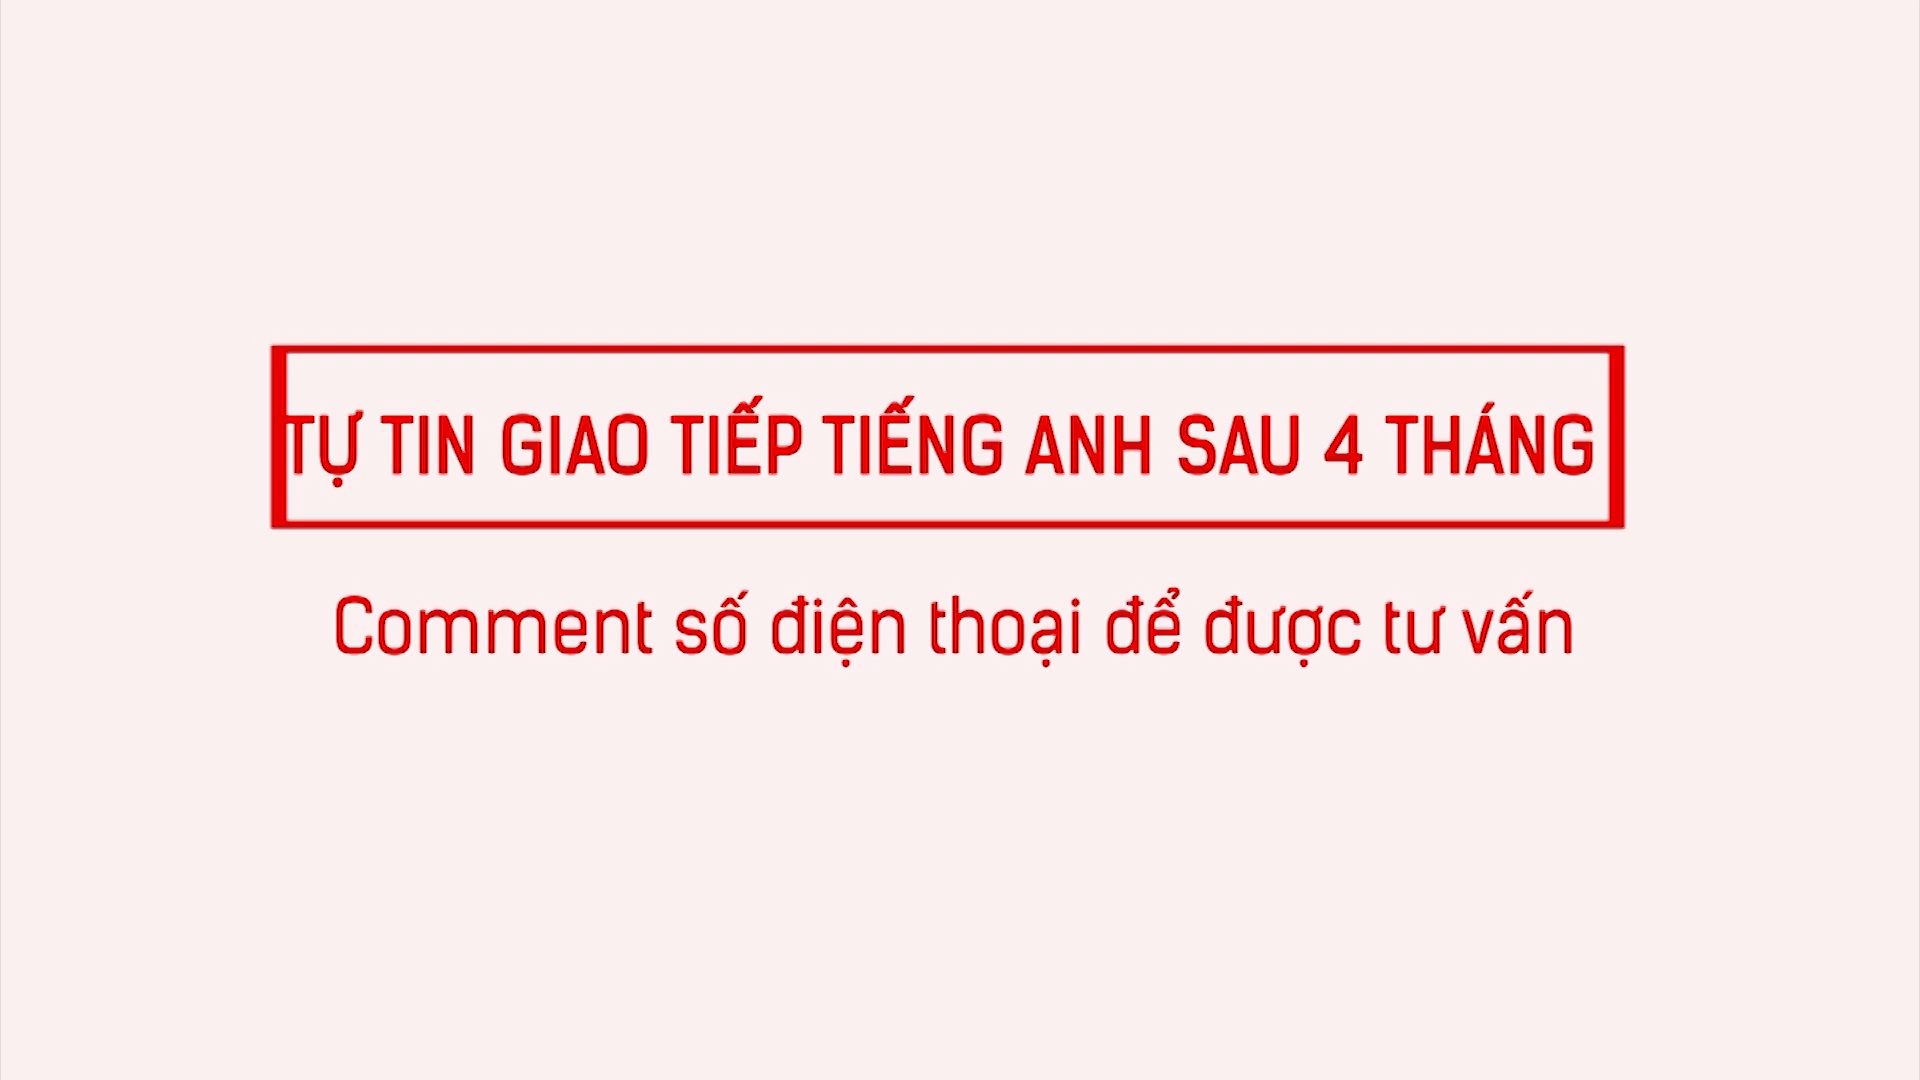 TỰ TIN GIAO TIẾP TIẾNG ANH SAU 4 THÁNG
Comment số điện thoại để được tư vấn